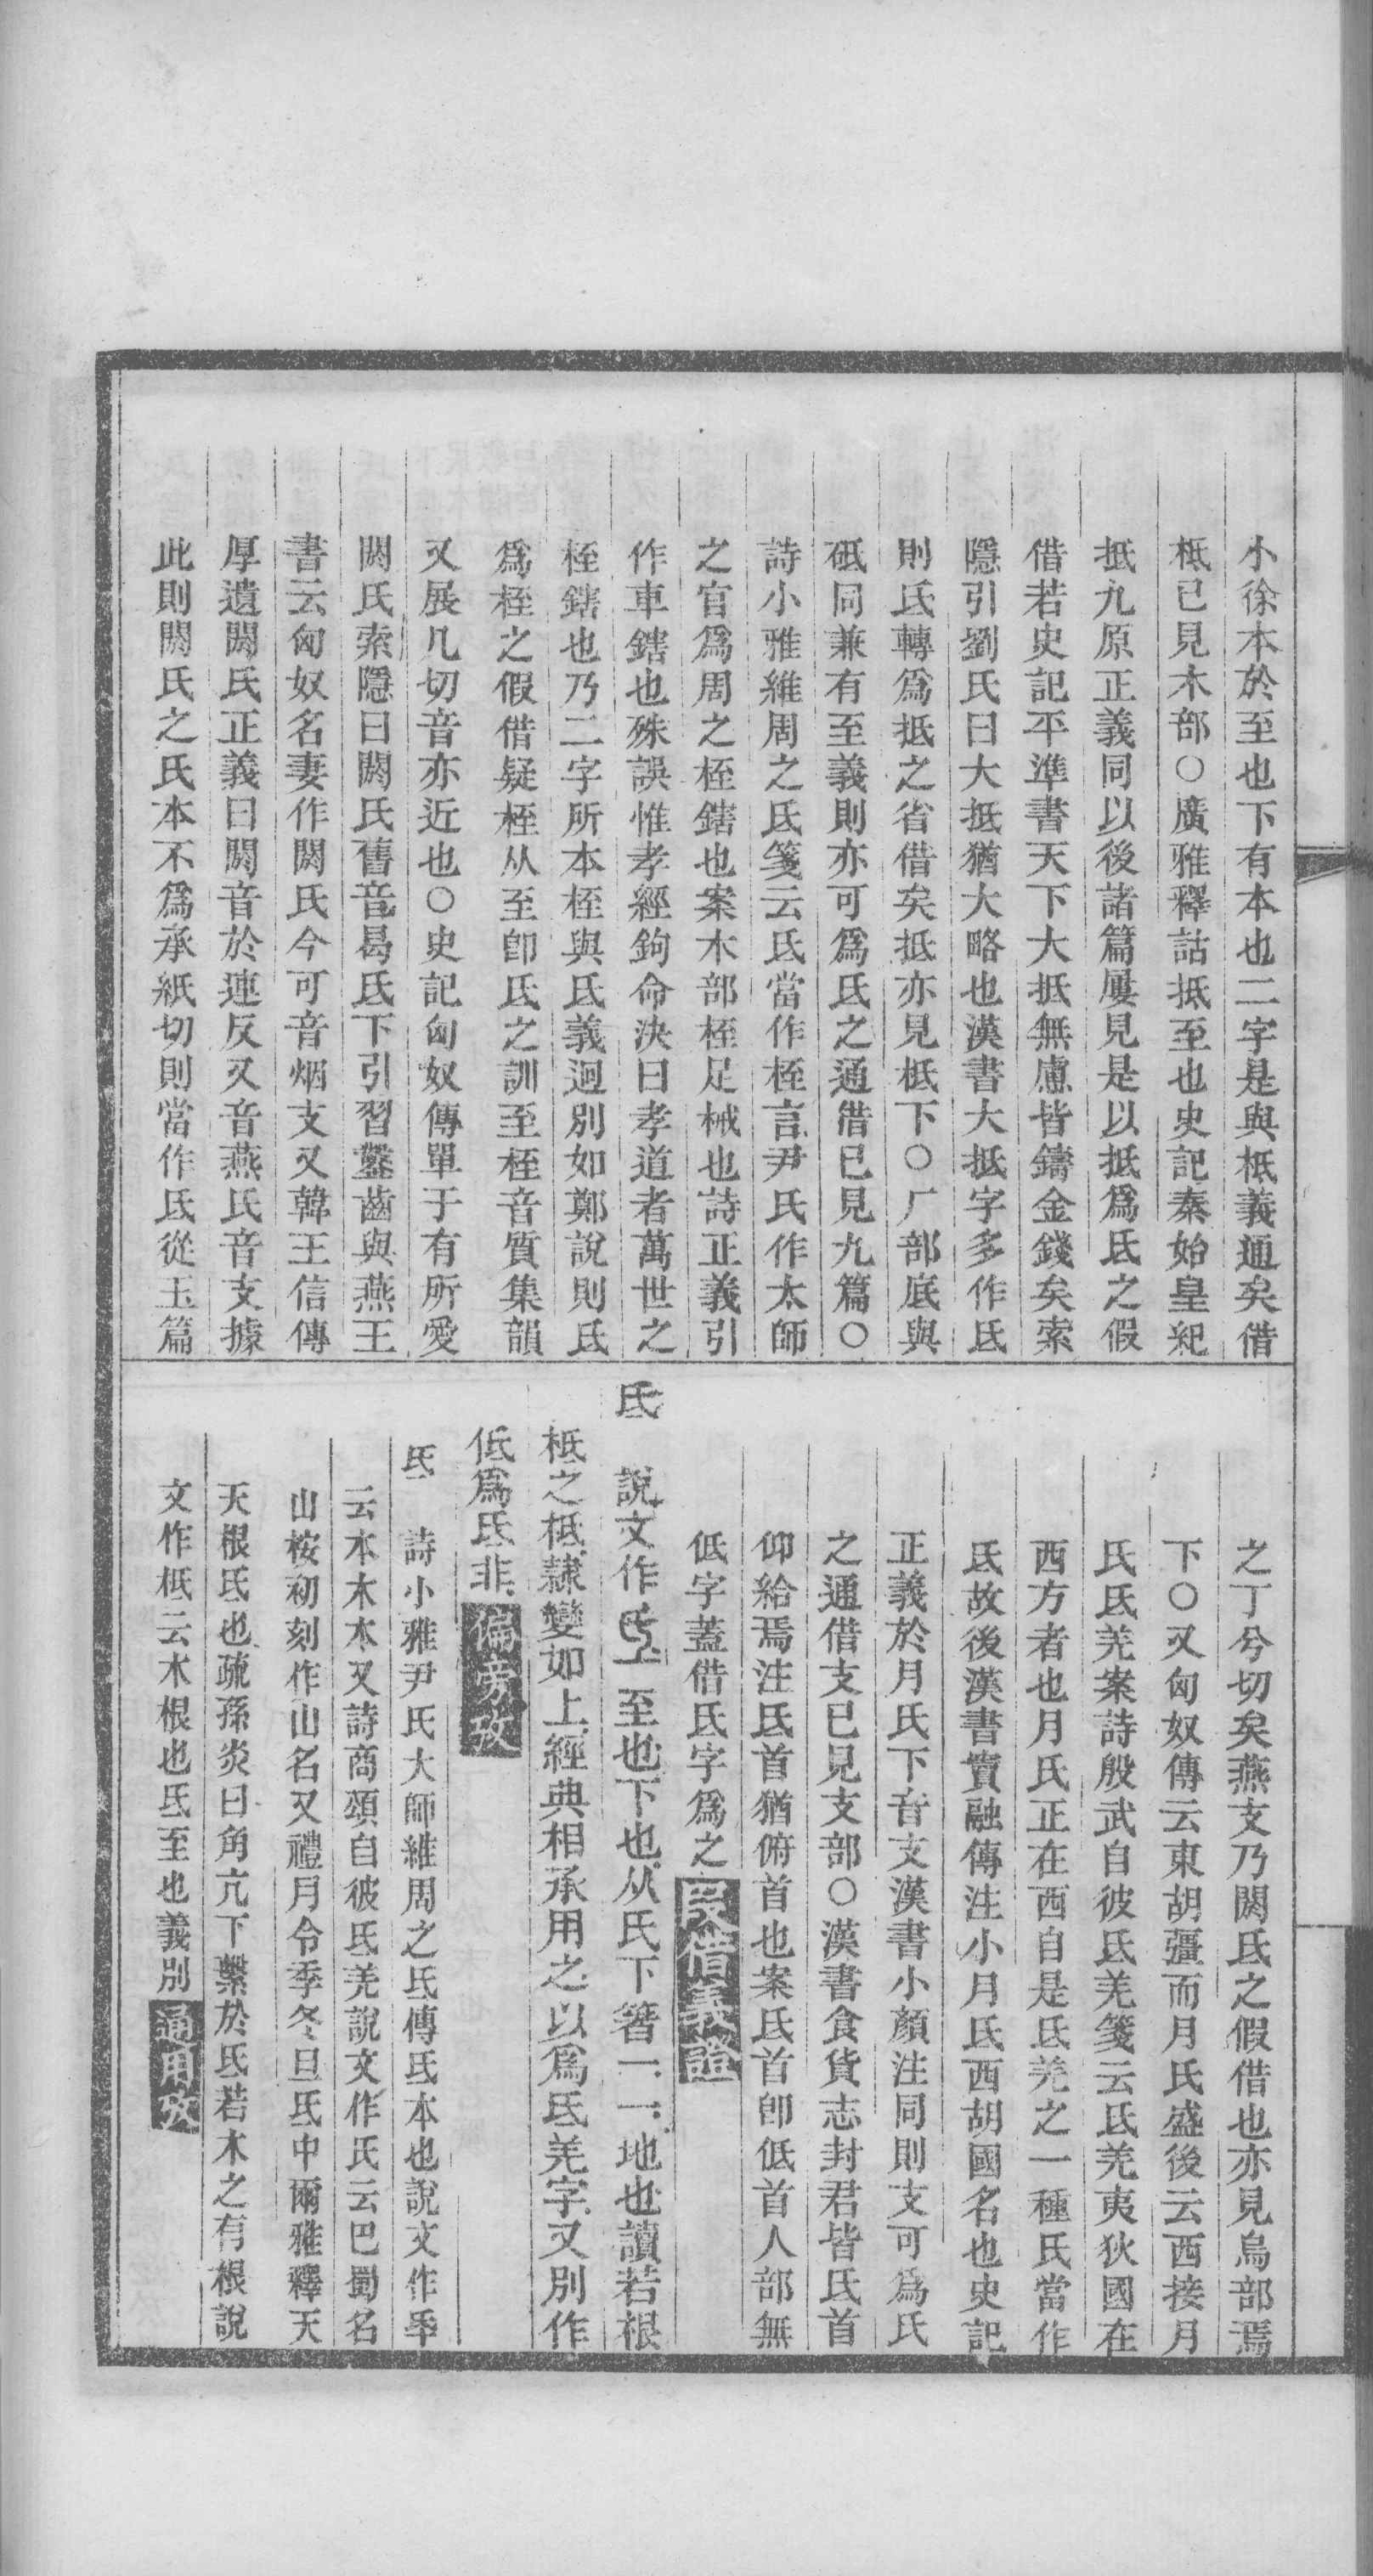 小徐本於至也下有本也二字是與柢義通矣借
柢已見木部○廣雅釋詁抵至也史記秦始皇紀
抵九原正義同以後諸篇屢見是以抵爲氐之假
借若史記平準書天下大抵無慮皆鑄金錢矣索
隱引劉氏曰大抵猶大略也漢書大抵字多作氐
則氐轉爲抵之省借矣抵亦見柢下○厂部底與
砥同兼有至義則亦可爲氐之通借已見九篇○
詩小雅維周之氐箋云氐當作桎言尹氏作太師
之官爲周之桎鎋也案木部桎足械也詩正義引
作車鎋也殊誤惟孝經鉤命決曰孝道者萬世之
桎鎋也乃二字所本桎與氐義迥別如鄭說則氐
爲桎之假借疑桎从至卽氐之訓至桎音質集韻
又展几切音亦近也○史記匈奴傳單于有所愛
閼氏索隱曰閼氏舊音曷氐下引習鑿齒與燕王
書云匈奴名妻作閼氏今可音烟支又韓王信傳
厚遺閼氏正義曰閼音於連反又音燕氏音支據
此則閼氏之氏本不爲承紙切則當作氐從玉篇
之丁兮切矣燕支乃閼氐之假借也亦見烏部焉
下○又匈奴傳云東胡彊而月氏盛後云西接月
氏氐羌案詩殷武自彼氐羌箋云氐羌夷狄國在
西方者也月氏正在西自是氐羌之一種氏當作
氐故後漢書竇融傳注小月氏西胡國名也史記
正義於月氏下音支漢書小顏注同則支可爲氐
之通借支已見支部○漢書食貨志封君皆氐首
仰給焉注氐首猶俯首也案氐首卽低首人部無
低字蓋借氐字爲之叚借義證
氐　說文作氐至也下也从氏下箸一一地也讀若根
柢之柢隸變如上經典相承用之以爲氐羌字又別作
低爲氐非偏旁攷
氐　詩小雅尹氏大師維周之氐傳氐本也說文作氒
云本木木又詩商頌自彼氐羌說文作氏云巴蜀名
山桉初刻作山名又禮月令季冬旦氐中爾雅釋天
天根氐也疏孫炎曰角亢下繫於氐若木之有根說
文作柢云木根也氐至也義別通用攷